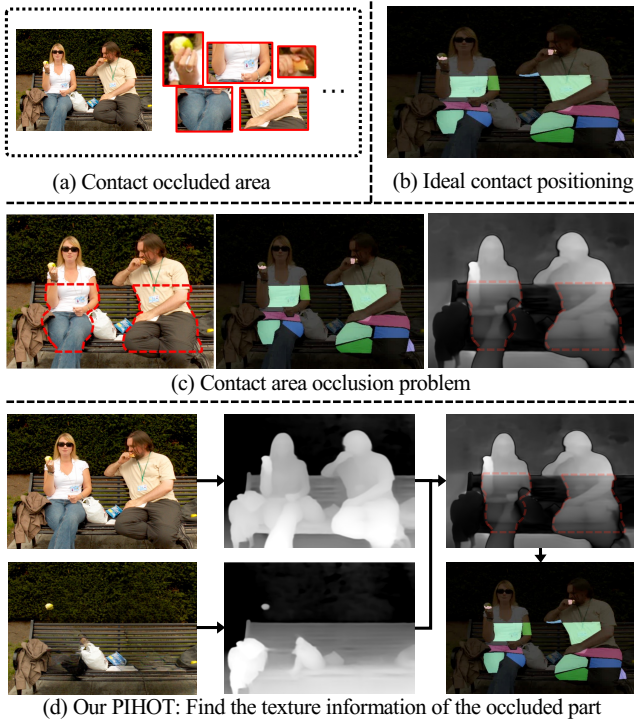 ...
(a) Contact occluded area
(b) Ideal contact positioning
(c) Contact area occlusion problem
(d) Our PIHOT: Find the texture information of the occluded part